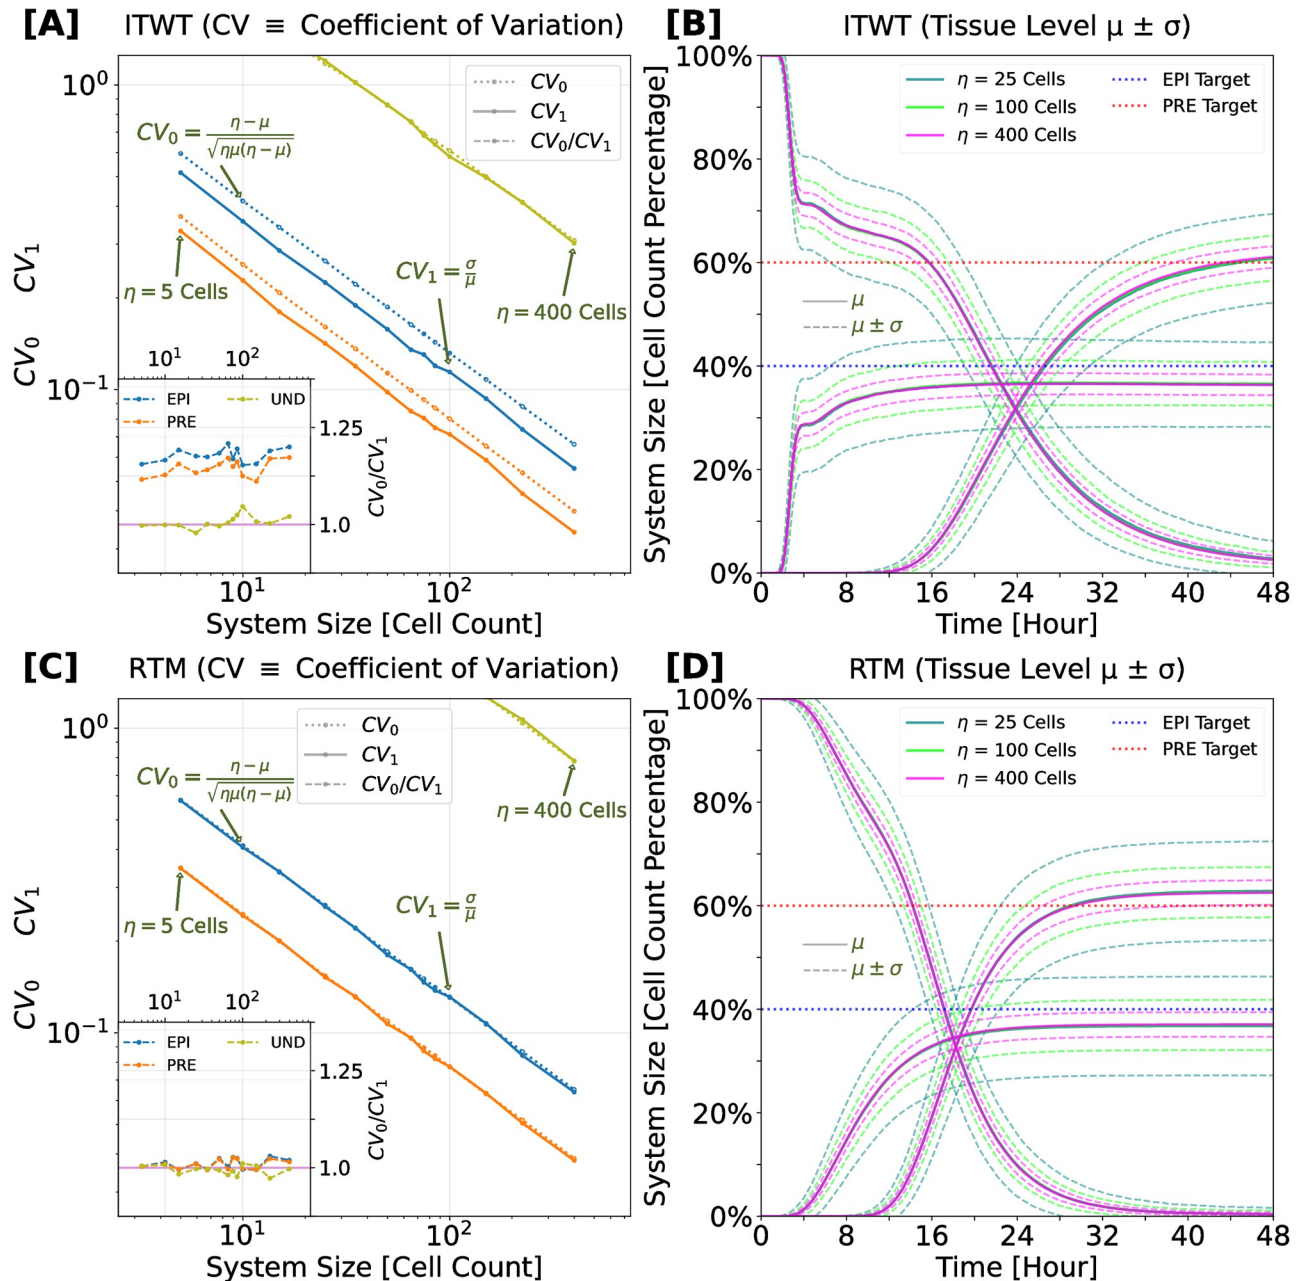 [A] ITWT (CV ≡ Coefficient of Variation)
10⁰
10⁻¹
CV₀ CV₁
CV₀
CV₁
CV₀/CV₁
CV₀ = η − μ / √ημ(η − μ)
CV₁ = σ/μ
η = 5 Cells
η = 400 Cells
10¹ 10²
EPI UND
PRE
1.25
1.0
CV₀/CV₁
10¹ 10²
System Size [Cell Count]
[B] ITWT (Tissue Level μ ± σ)
System Size [Cell Count Percentage]
100%
80%
60%
40%
20%
0%
η = 25 Cells EPI Target
η = 100 Cells PRE Target
η = 400 Cells
μ
μ ± σ
0 8 16 24 32 40 48
Time [Hour]
[C] RTM (CV ≡ Coefficient of Variation)
10⁰
10⁻¹
CV₀ CV₁
CV₀
CV₁
CV₀/CV₁
CV₀ = η − μ / √ημ(η − μ)
CV₁ = σ/μ
η = 5 Cells
η = 400 Cells
10¹ 10²
EPI UND
PRE
1.25
1.0
CV₀/CV₁
10¹ 10²
System Size [Cell Count]
[D] RTM (Tissue Level μ ± σ)
System Size [Cell Count Percentage]
100%
80%
60%
40%
20%
0%
η = 25 Cells EPI Target
η = 100 Cells PRE Target
η = 400 Cells
μ
μ ± σ
0 8 16 24 32 40 48
Time [Hour]